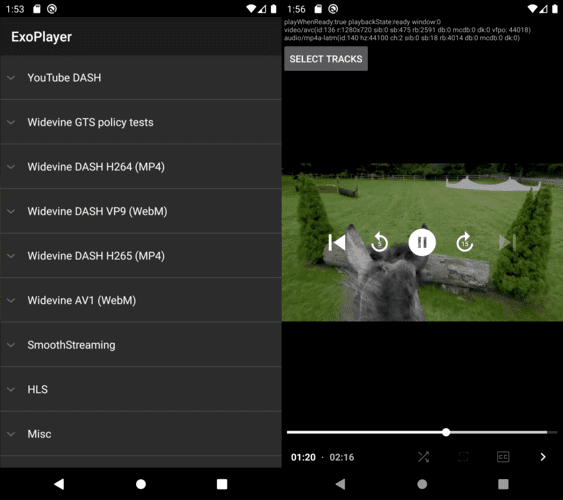 1:53
ExoPlayer
YouTube DASH
Widevine GTS policy tests
Widevine DASH H264 (MP4)
Widevine DASH VP9 (WebM)
Widevine DASH H265 (MP4)
Widevine AV1 (WebM)
SmoothStreaming
HLS
Misc
1:56
playWhenReady:true playbackState:ready window:0
video/avc(id:136 r:1280x720 sib:0 sb:475 rb:2591 db:0 mcdb:0 dk:0 vfpo: 44018)
audio/mp4a-latm(id:140 hz:44100 ch:2 sib:0 sb:18 rb:4014 db:0 mcdb:0 dk:0)
SELECT TRACKS
5
15
01:20 · 02:16
CC